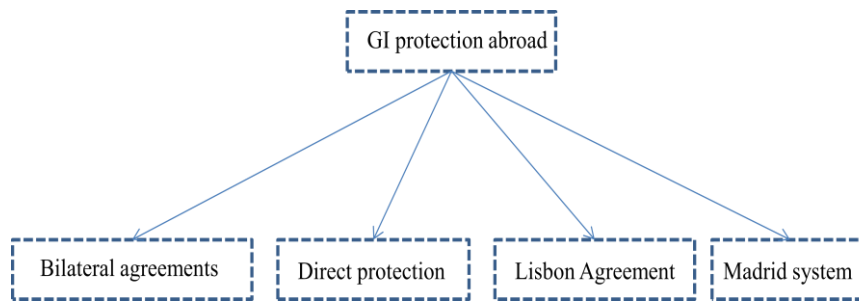 GI protection abroad
Bilateral agreements
Direct protection
Lisbon Agreement
Madrid system